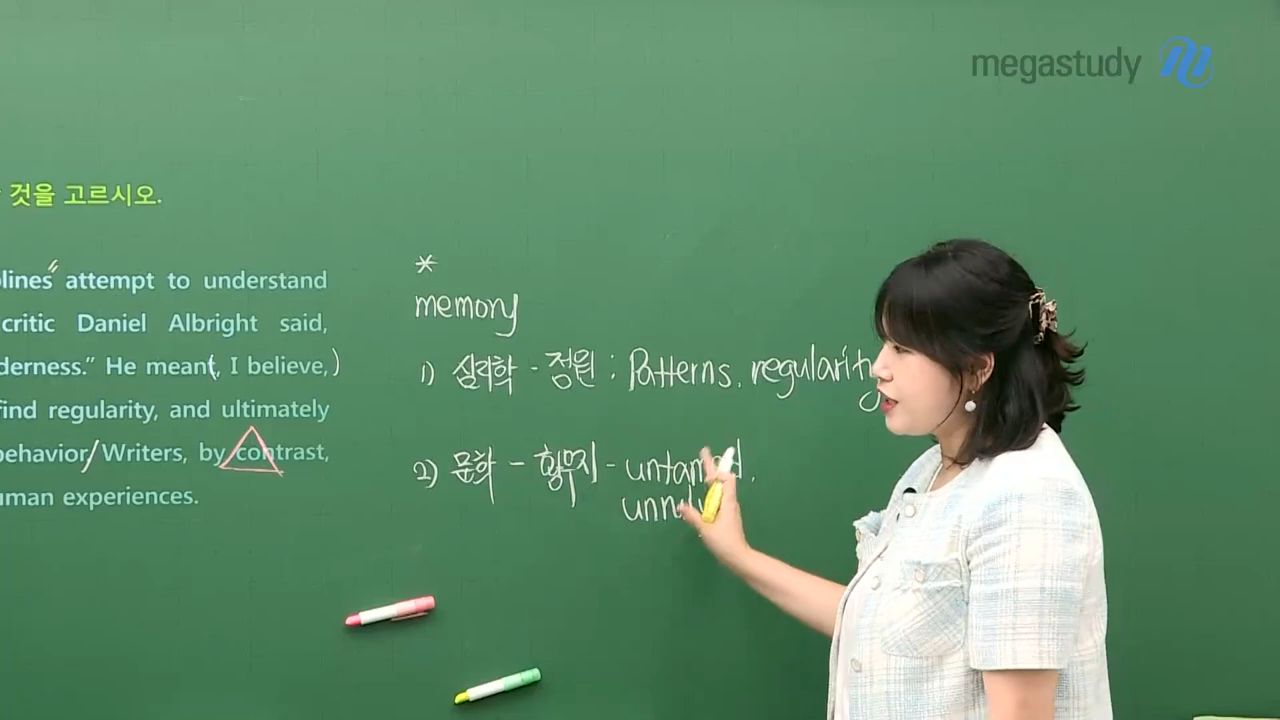 megastudy
것을 고르시오.
lines" attempt to understand
critic Daniel Albright said,
derness." He meant, I believe,)
find regularity, and ultimately
behavior/Writers, by contrast,
uman experiences.
*
memory
1) 심리학 - 정원 : Patterns, regularity
2) 문학 - 황무지 - untamed,